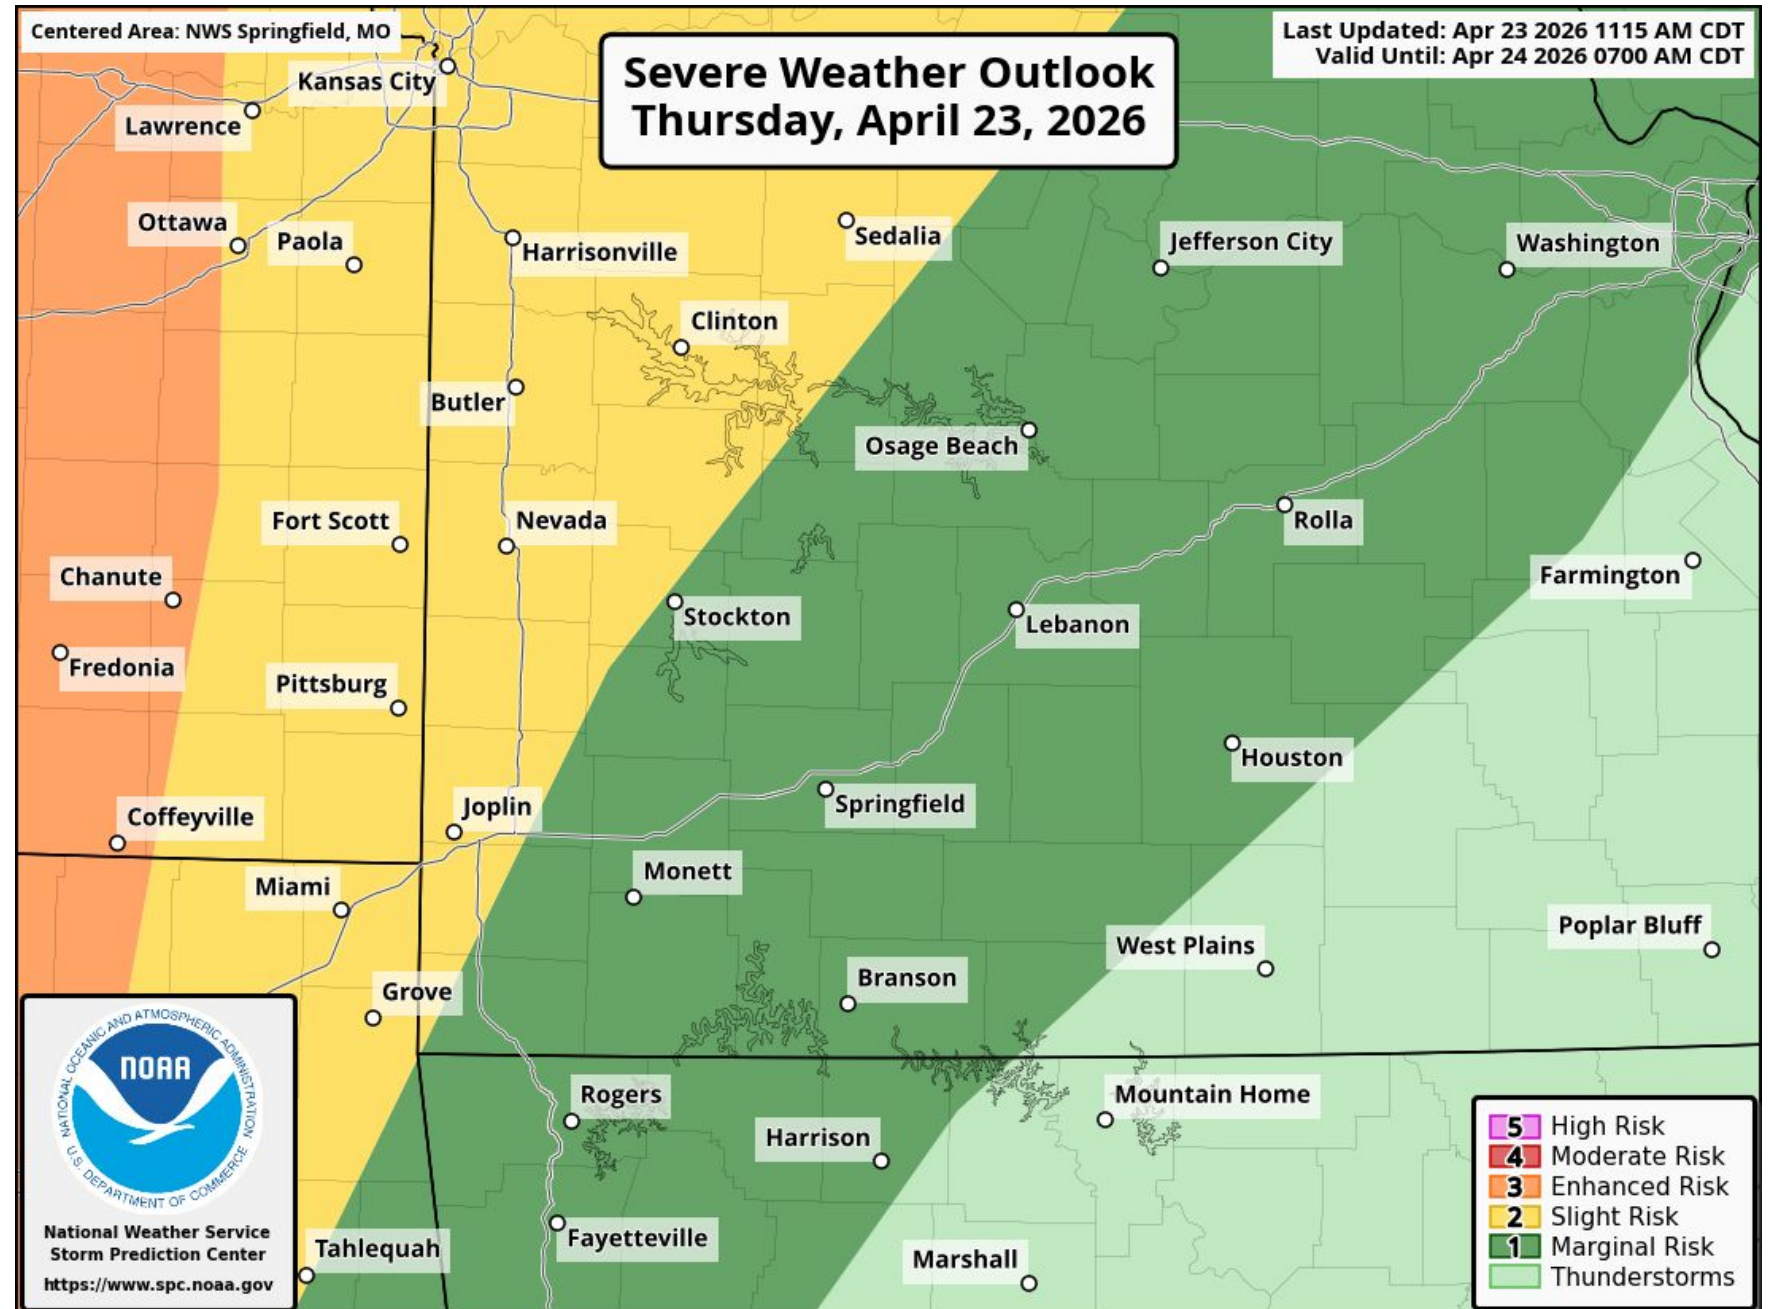 Centered Area: NWS Springfield, MO
Last Updated: Apr 23 2026 1115 AM CDT
Valid Until: Apr 24 2026 0700 AM CDT
Severe Weather Outlook
Thursday, April 23, 2026
Kansas City
Lawrence
Ottawa
Paola
Harrisonville
Sedalia
Jefferson City
Washington
Clinton
Butler
Osage Beach
Fort Scott
Nevada
Rolla
Chanute
Farmington
Stockton
Lebanon
Fredonia
Pittsburg
Houston
Coffeyville
Joplin
Springfield
Miami
Monett
Poplar Bluff
West Plains
Branson
Grove
Rogers
Mountain Home
Harrison
Fayetteville
Tahlequah
Marshall
NATIONAL OCEANIC AND ATMOSPHERIC ADMINISTRATION
NOAA
U.S. DEPARTMENT OF COMMERCE
National Weather Service
Storm Prediction Center
https://www.spc.noaa.gov
5 High Risk
4 Moderate Risk
3 Enhanced Risk
2 Slight Risk
1 Marginal Risk
Thunderstorms